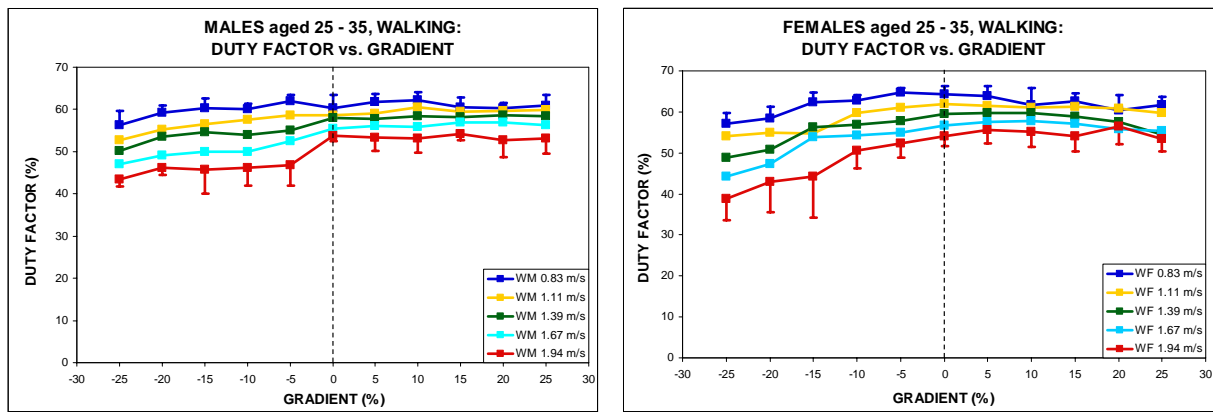 MALES aged 25 - 35, WALKING:
DUTY FACTOR vs. GRADIENT
70
60
50
40
30
20
10
0
DUTY FACTOR (%)
-30 -25 -20 -15 -10 -5 0 5 10 15 20 25 30
GRADIENT (%)
WM 0.83 m/s
WM 1.11 m/s
WM 1.39 m/s
WM 1.67 m/s
WM 1.94 m/s
FEMALES aged 25 - 35, WALKING:
DUTY FACTOR vs. GRADIENT
70
60
50
40
30
20
10
0
DUTY FACTOR (%)
-30 -25 -20 -15 -10 -5 0 5 10 15 20 25 30
GRADIENT (%)
WF 0.83 m/s
WF 1.11 m/s
WF 1.39 m/s
WF 1.67 m/s
WF 1.94 m/s